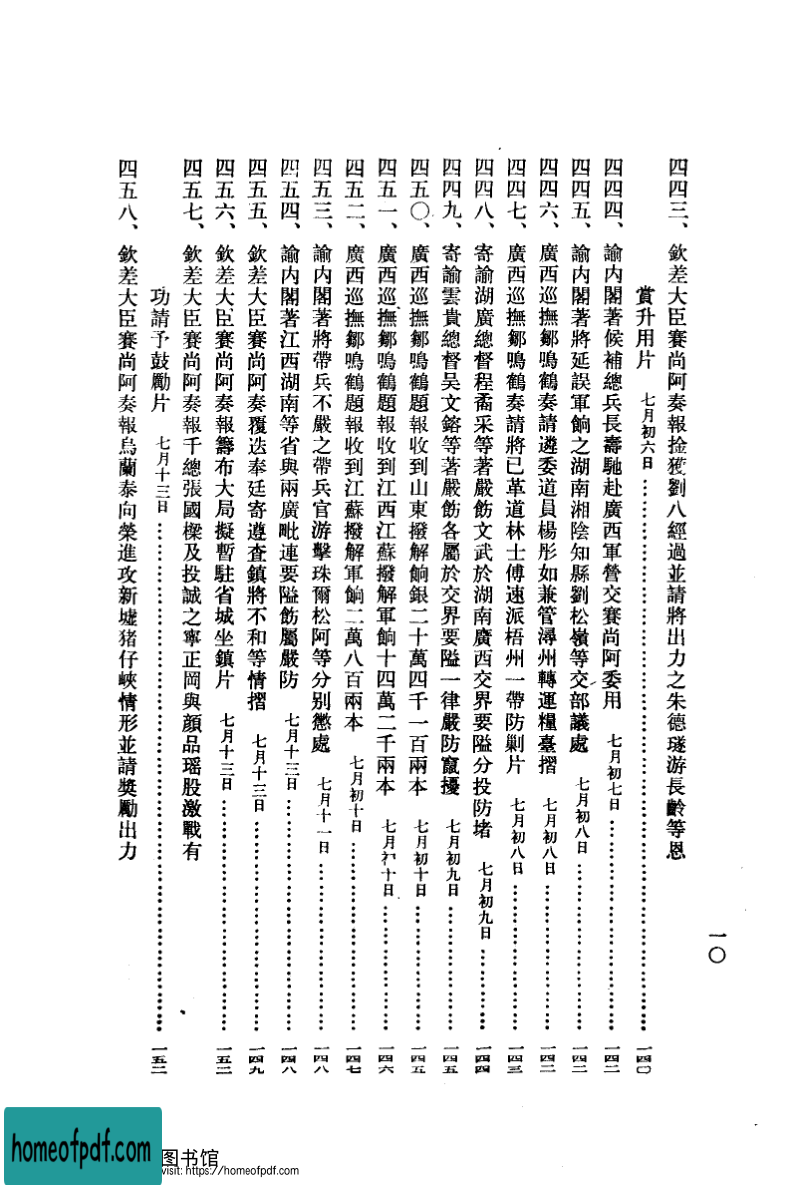 四四三、欽差大臣賽尚阿奏報捡獲劉八經過並請將出力之朱德璲游長齡等恩
賞升用片 七月初六日 一四〇
四四四、諭內閣著候補總兵長壽馳赴廣西軍營交賽尚阿委用 七月初七日 一四二
四四五、諭內閣著將延誤軍餉之湖南湘陰知縣劉松嶺等交部議處 七月初八日 一四二
四四六、廣西巡撫鄒鳴鶴奏請遴委道員楊彤如兼管潯州轉運糧臺摺 七月初八日 一四二
四四七、廣西巡撫鄒鳴鶴奏請將已革道林士傅速派梧州一帶防剿片 七月初八日 一四三
四四八、寄諭湖廣總督程矞采等著嚴飭文武於湖南廣西交界要隘分投防堵 七月初九日 一四四
四四九、寄諭雲貴總督吳文鎔等著嚴飭各屬於交界要隘一律嚴防竄擾 七月初九日 一四五
四五〇、廣西巡撫鄒鳴鶴題報收到山東撥解餉銀二十萬四千一百兩本 七月初十日 一四五
四五一、廣西巡撫鄒鳴鶴題報收到江西江蘇撥解軍餉十四萬二千兩本 七月初十日 一四六
四五二、廣西巡撫鄒鳴鶴題報收到江蘇撥解軍餉二萬八百兩本 七月初十日 一四七
四五三、諭內閣著將帶兵不嚴之帶兵官游擊珠爾松阿等分别懲處 七月十一日 一四八
四五四、諭內閣著江西湖南等省與兩廣毗連要隘飭屬嚴防 七月十三日 一四八
四五五、欽差大臣賽尚阿奏覆迭奉廷寄遵查鎮將不和等情摺 七月十三日 一四九
四五六、欽差大臣賽尚阿奏報籌布大局擬暫駐省城坐鎮片 七月十三日 一五二
四五七、欽差大臣賽尚阿奏報千總張國樑及投誠之寧正岡與顏品瑤股激戰有
功請予鼓勵片 七月十三日 一五二
四五八、欽差大臣賽尚阿奏報烏蘭泰向榮進攻新墟猪仔峽情形並請獎勵出力
一〇
homeofpdf.com
图书馆
visit: https://homeofpdf.com